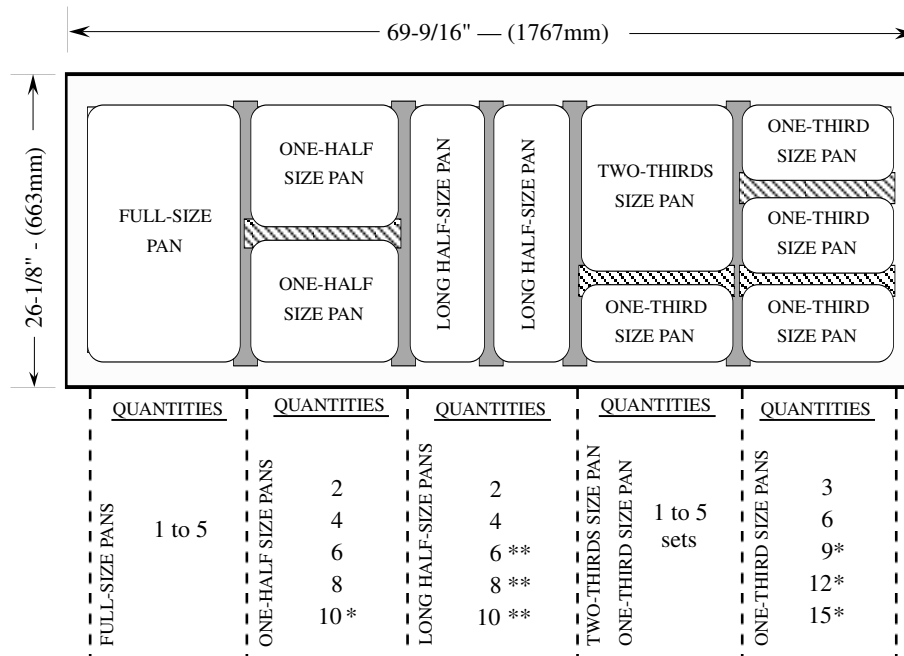 69-9/16" — (1767mm)
26-1/8" - (663mm)
FULL-SIZE
PAN
ONE-HALF
SIZE PAN
ONE-HALF
SIZE PAN
LONG HALF-SIZE PAN
LONG HALF-SIZE PAN
TWO-THIRDS
SIZE PAN
ONE-THIRD
SIZE PAN
ONE-THIRD
SIZE PAN
ONE-THIRD
SIZE PAN
ONE-THIRD
SIZE PAN
QUANTITIES
FULL-SIZE PANS
1 to 5
QUANTITIES
ONE-HALF SIZE PANS
2
4
6
8
10 *
QUANTITIES
LONG HALF-SIZE PANS
2
4
6 **
8 **
10 **
QUANTITIES
TWO-THIRDS SIZE PAN
ONE-THIRD SIZE PAN
1 to 5
sets
QUANTITIES
ONE-THIRD SIZE PANS
3
6
9*
12*
15*